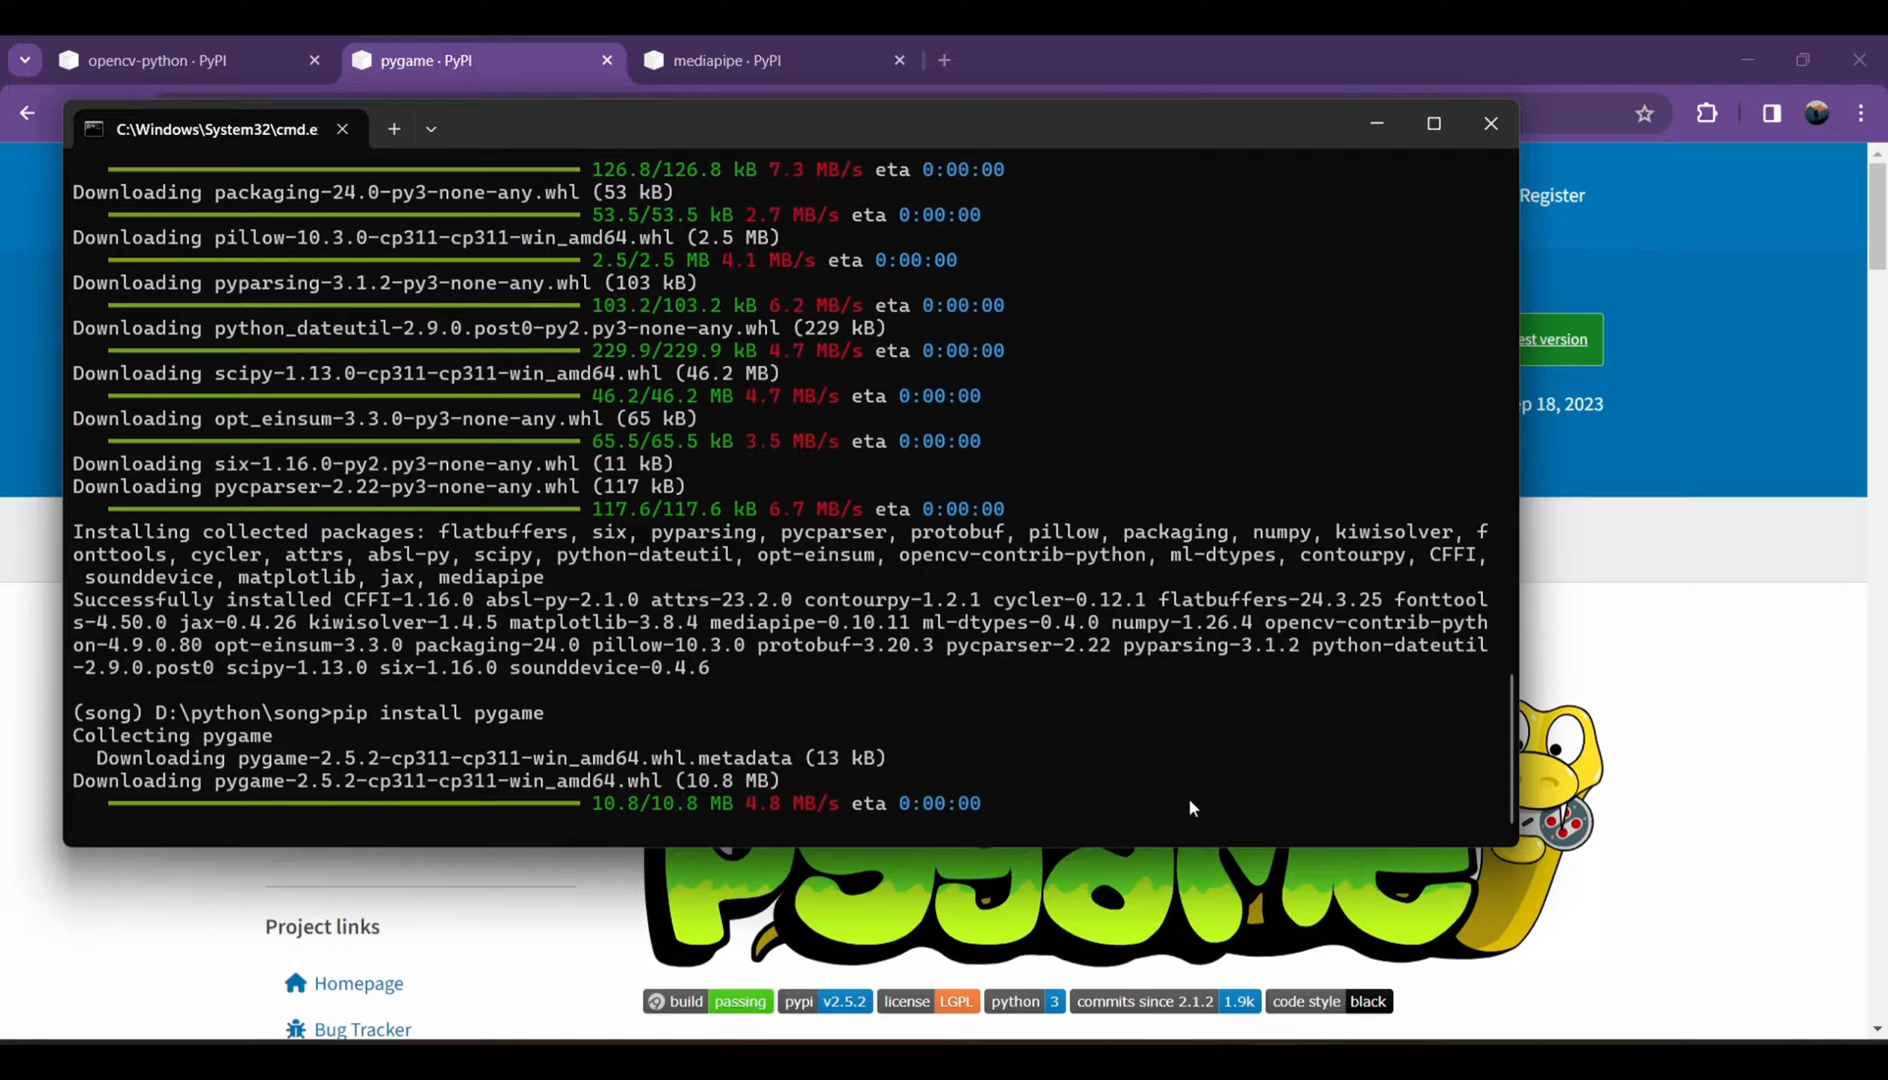 opencv-python · PyPI
pygame · PyPI
mediapipe · PyPI
C:\Windows\System32\cmd.e
126.8/126.8 kB 7.3 MB/s eta 0:00:00
Downloading packaging-24.0-py3-none-any.whl (53 kB)
53.5/53.5 kB 2.7 MB/s eta 0:00:00
Downloading pillow-10.3.0-cp311-cp311-win_amd64.whl (2.5 MB)
2.5/2.5 MB 4.1 MB/s eta 0:00:00
Downloading pyparsing-3.1.2-py3-none-any.whl (103 kB)
103.2/103.2 kB 6.2 MB/s eta 0:00:00
Downloading python_dateutil-2.9.0.post0-py2.py3-none-any.whl (229 kB)
229.9/229.9 kB 4.7 MB/s eta 0:00:00
Downloading scipy-1.13.0-cp311-cp311-win_amd64.whl (46.2 MB)
46.2/46.2 MB 4.7 MB/s eta 0:00:00
Downloading opt_einsum-3.3.0-py3-none-any.whl (65 kB)
65.5/65.5 kB 3.5 MB/s eta 0:00:00
Downloading six-1.16.0-py2.py3-none-any.whl (11 kB)
Downloading pycparser-2.22-py3-none-any.whl (117 kB)
117.6/117.6 kB 6.7 MB/s eta 0:00:00
Installing collected packages: flatbuffers, six, pyparsing, pycparser, protobuf, pillow, packaging, numpy, kiwisolver, f
onttools, cycler, attrs, absl-py, scipy, python-dateutil, opt-einsum, opencv-contrib-python, ml-dtypes, contourpy, CFFI,
sounddevice, matplotlib, jax, mediapipe
Successfully installed CFFI-1.16.0 absl-py-2.1.0 attrs-23.2.0 contourpy-1.2.1 cycler-0.12.1 flatbuffers-24.3.25 fonttool
s-4.50.0 jax-0.4.26 kiwisolver-1.4.5 matplotlib-3.8.4 mediapipe-0.10.11 ml-dtypes-0.4.0 numpy-1.26.4 opencv-contrib-pyth
on-4.9.0.80 opt-einsum-3.3.0 packaging-24.0 pillow-10.3.0 protobuf-3.20.3 pycparser-2.22 pyparsing-3.1.2 python-dateutil
-2.9.0.post0 scipy-1.13.0 six-1.16.0 sounddevice-0.4.6
(song) D:\python\song>pip install pygame
Collecting pygame
Downloading pygame-2.5.2-cp311-cp311-win_amd64.whl.metadata (13 kB)
Downloading pygame-2.5.2-cp311-cp311-win_amd64.whl (10.8 MB)
10.8/10.8 MB 4.8 MB/s eta 0:00:00
Register
est version
ep 18, 2023
pygame
Project links
Homepage
Bug Tracker
build passing pypi v2.5.2 license LGPL python 3 commits since 2.1.2 1.9k code style black